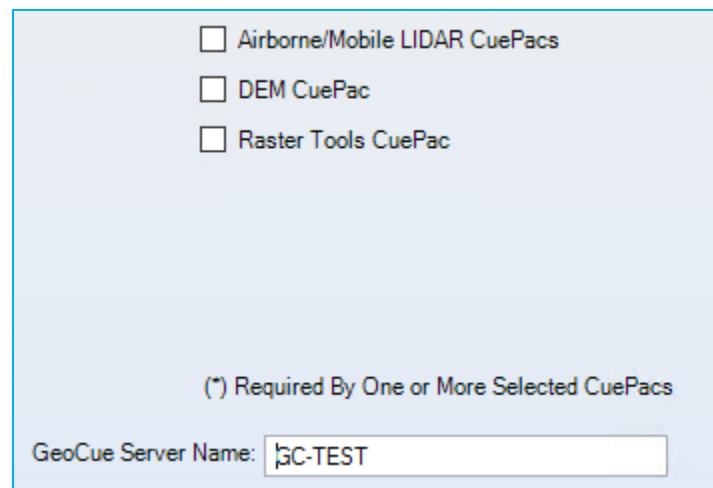 Airborne/Mobile LIDAR CuePacs
DEM CuePac
Raster Tools CuePac
(*) Required By One or More Selected CuePacs
GeoCue Server Name: GC-TEST